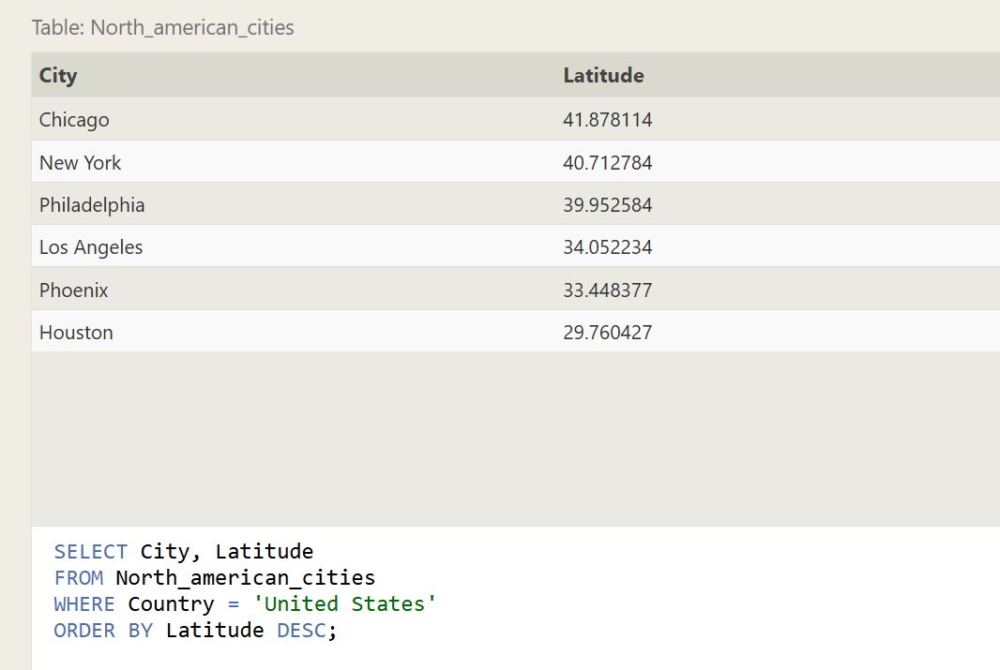 Table: North_american_cities
City Latitude
Chicago 41.878114
New York 40.712784
Philadelphia 39.952584
Los Angeles 34.052234
Phoenix 33.448377
Houston 29.760427
SELECT City, Latitude
FROM North_american_cities
WHERE Country = 'United States'
ORDER BY Latitude DESC;